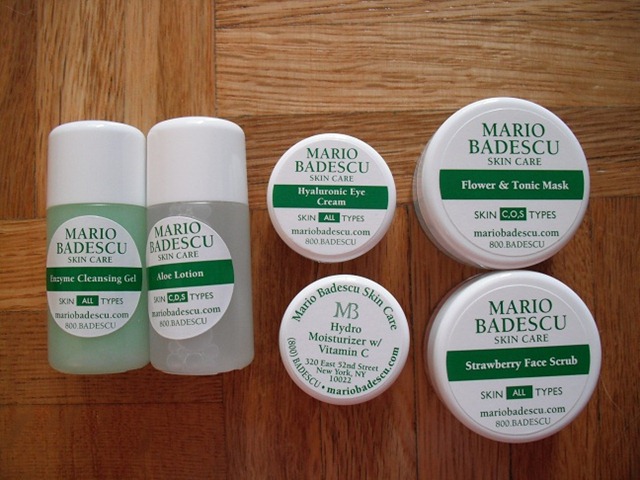 MARIO
BADESCU
SKIN CARE
Enzyme Cleansing Gel
SKIN ALL TYPES
mariobadescu.com
800.BADESCU
MARIO
BADESCU
SKIN CARE
Aloe Lotion
SKIN C,D,S TYPES
mariobadescu.com
800.BADESCU
MARIO
BADESCU
SKIN CARE
Hyaluronic Eye
Cream
SKIN ALL TYPES
mariobadescu.com
800.BADESCU
Mario Badescu Skin Care
MB
Hydro
Moisturizer w/
Vitamin C
320 East 52nd Street
New York, NY
10022
(800) BADESCU • mariobadescu.com
MARIO
BADESCU
SKIN CARE
Flower & Tonic Mask
SKIN C,O,S TYPES
mariobadescu.com
800.BADESCU
MARIO
BADESCU
SKIN CARE
Strawberry Face Scrub
SKIN ALL TYPES
mariobadescu.com
800.BADESCU